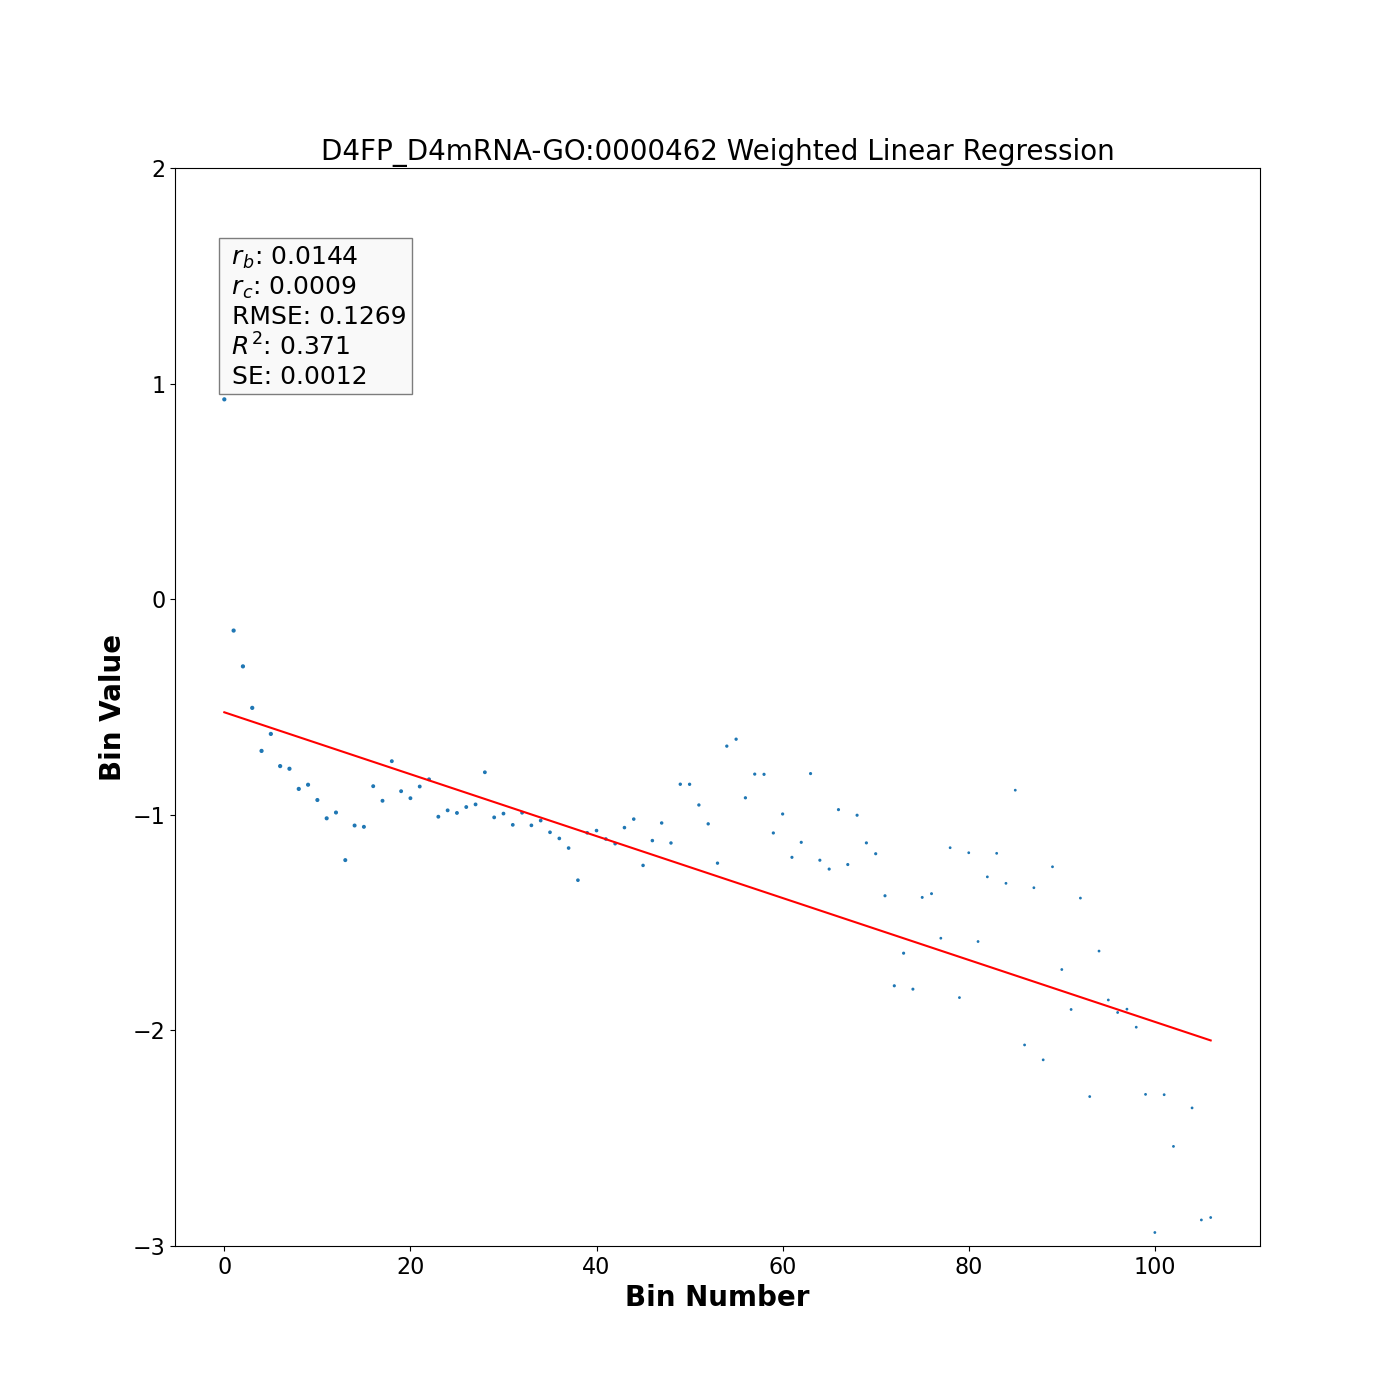 D4FP_D4mRNA-GO:0000462 Weighted Linear Regression
r_b: 0.0144
r_c: 0.0009
RMSE: 0.1269
R²: 0.371
SE: 0.0012
2
1
0
−1
−2
−3
Bin Value
0 20 40 60 80 100
Bin Number